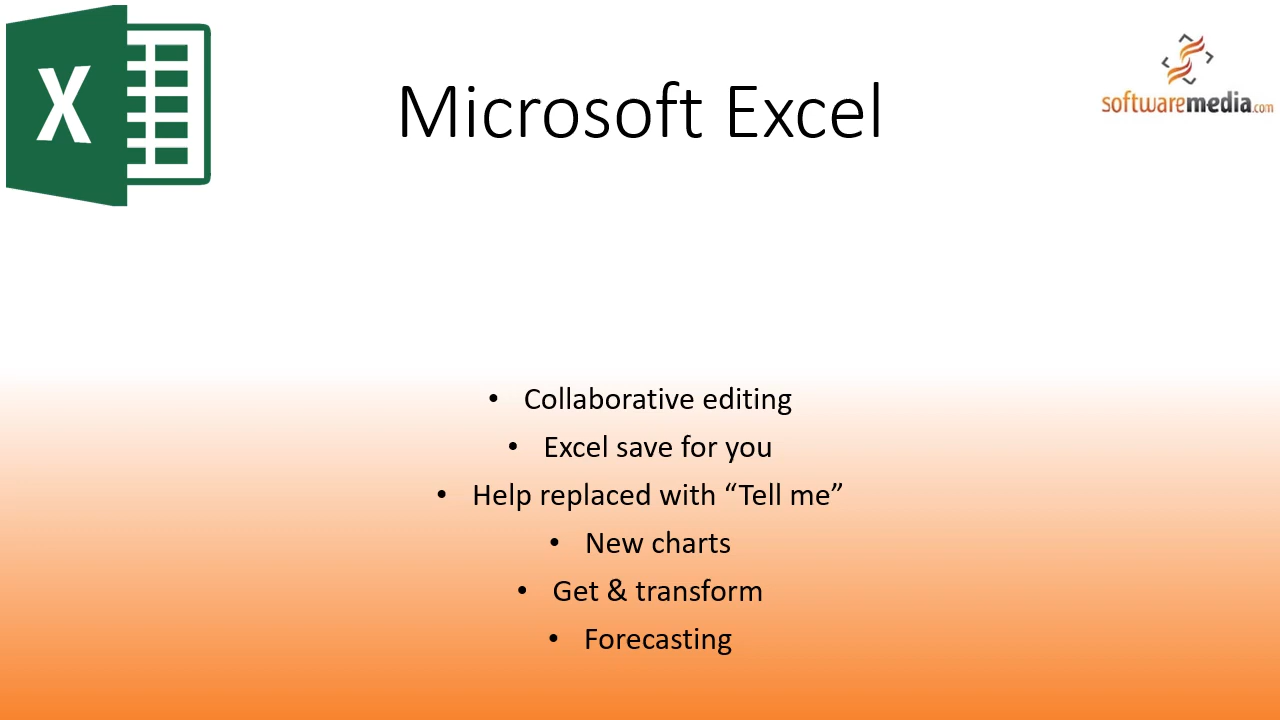 X
Microsoft Excel
softwaremedia.com
• Collaborative editing
• Excel save for you
• Help replaced with “Tell me”
• New charts
• Get & transform
• Forecasting